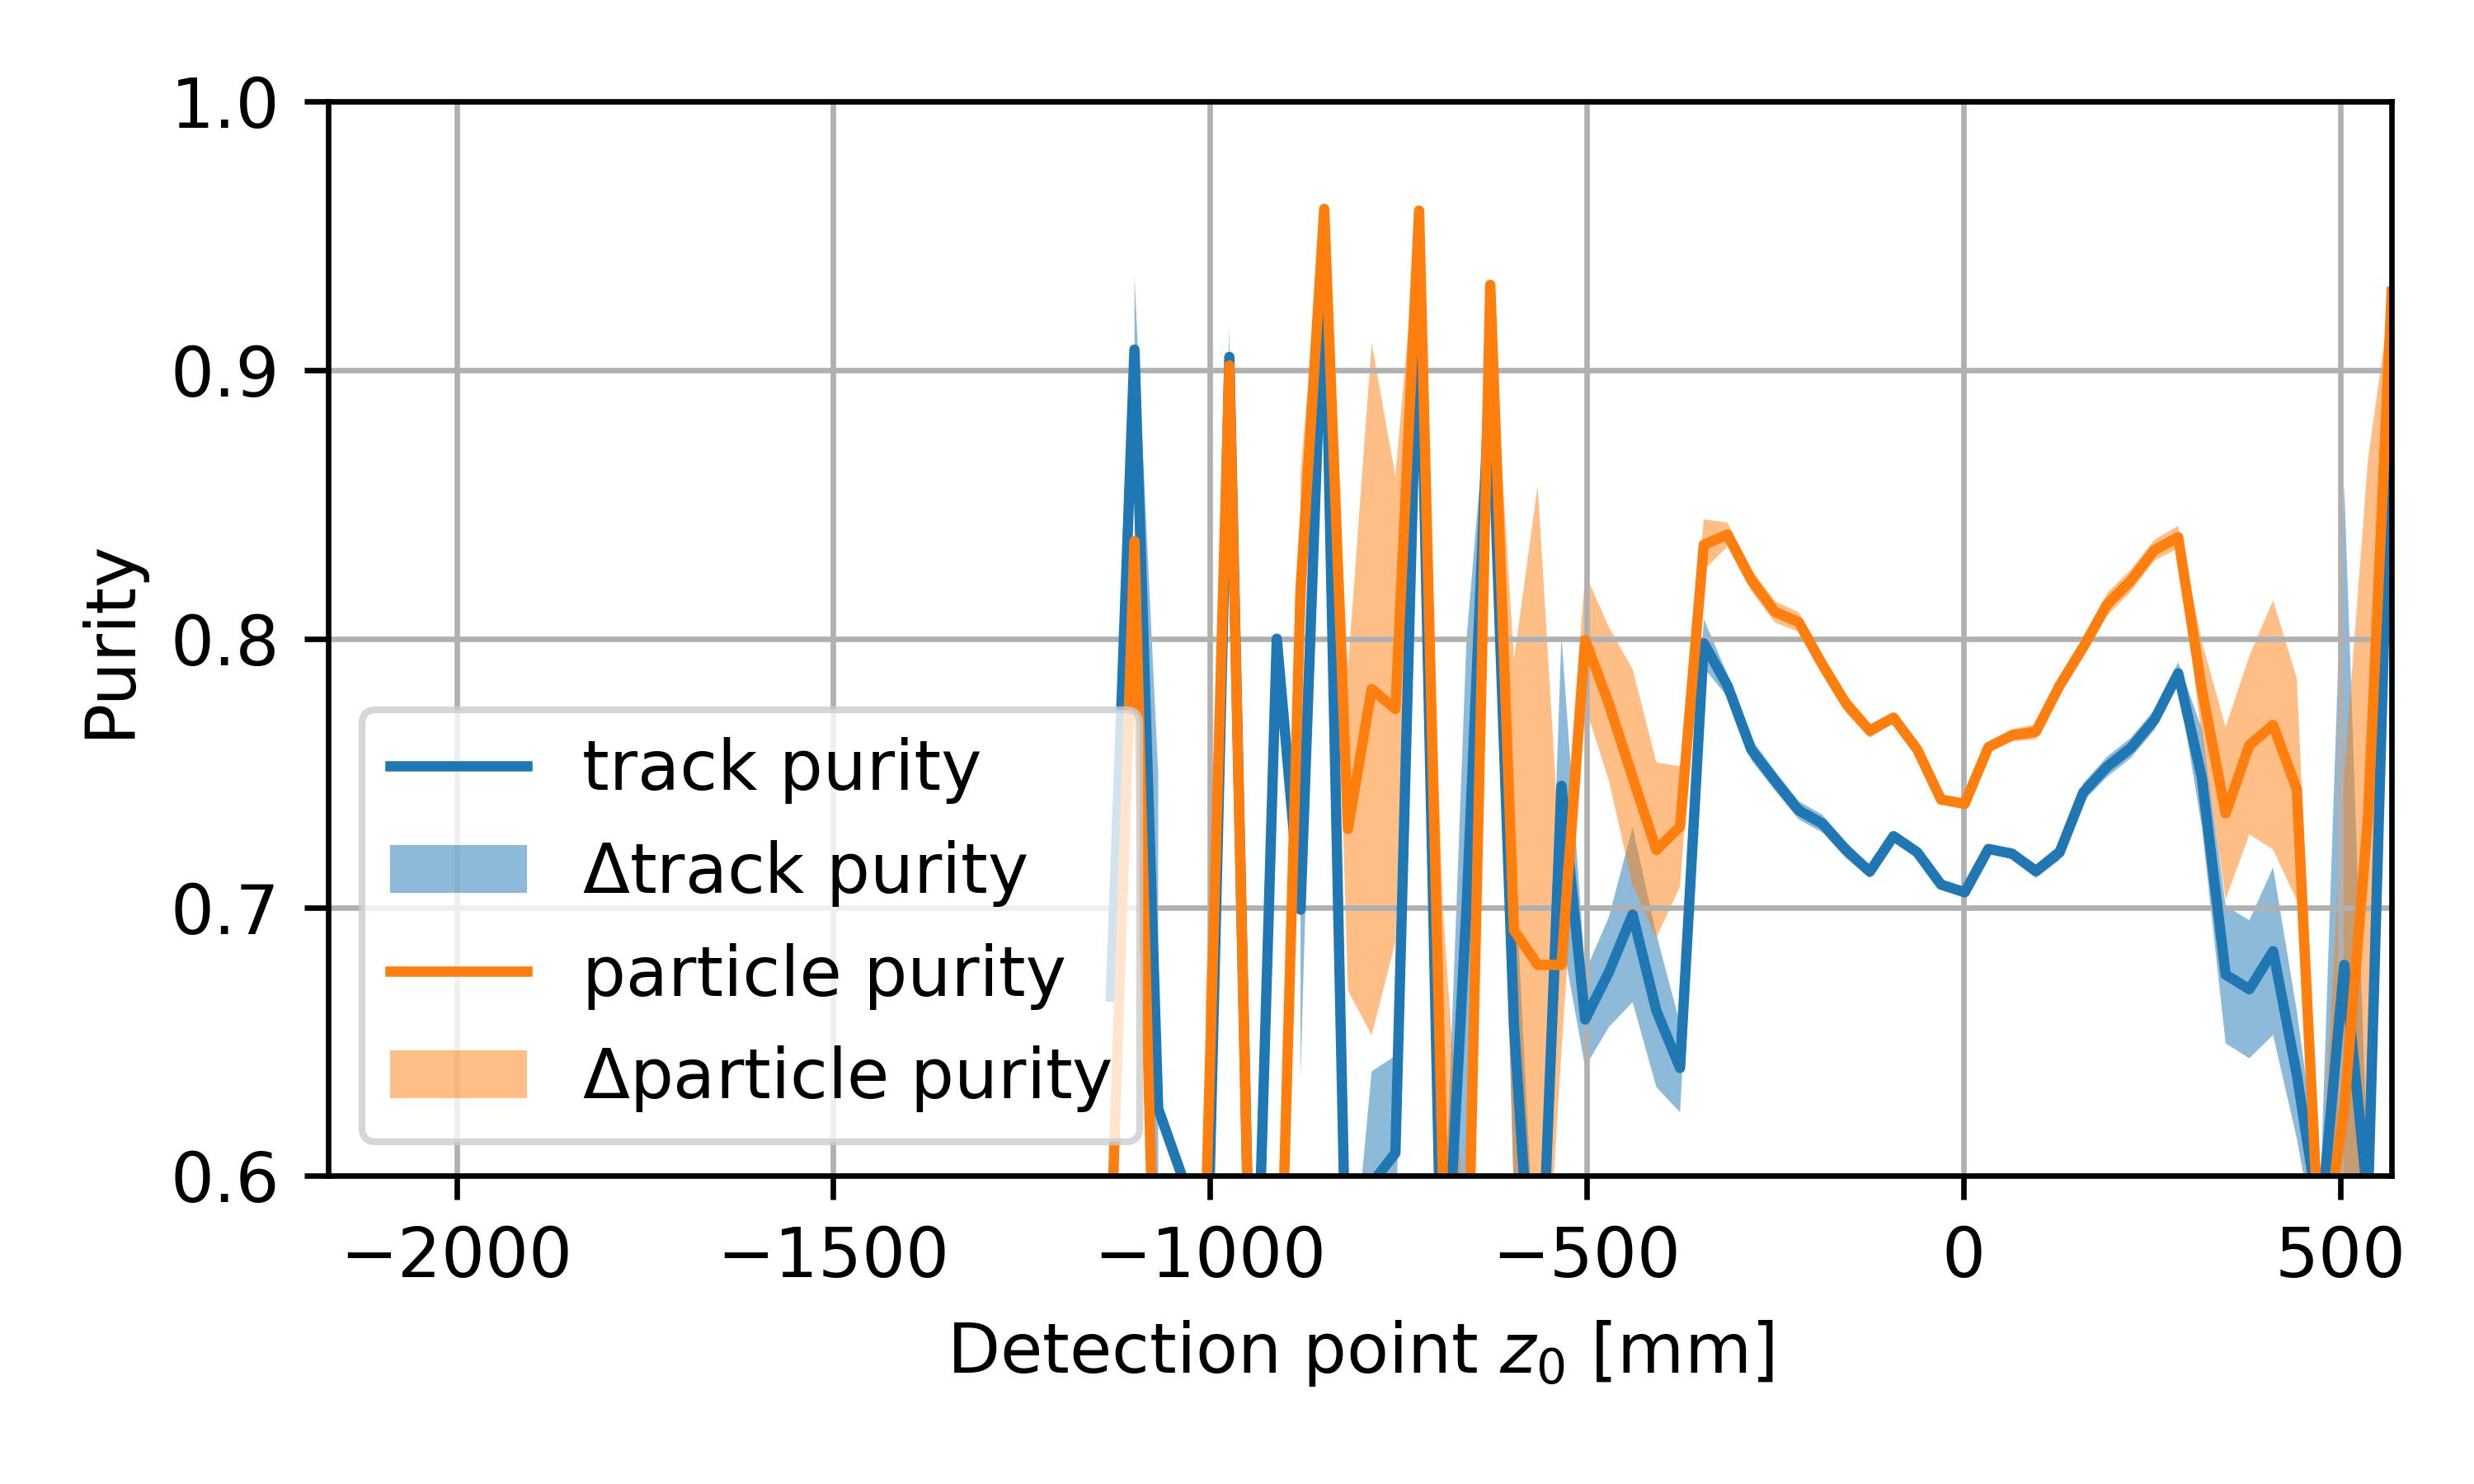 1.0
0.9
0.8
0.7
0.6
Purity
track purity
Δtrack purity
particle purity
Δparticle purity
−2000 −1500 −1000 −500 0 500
Detection point z₀ [mm]